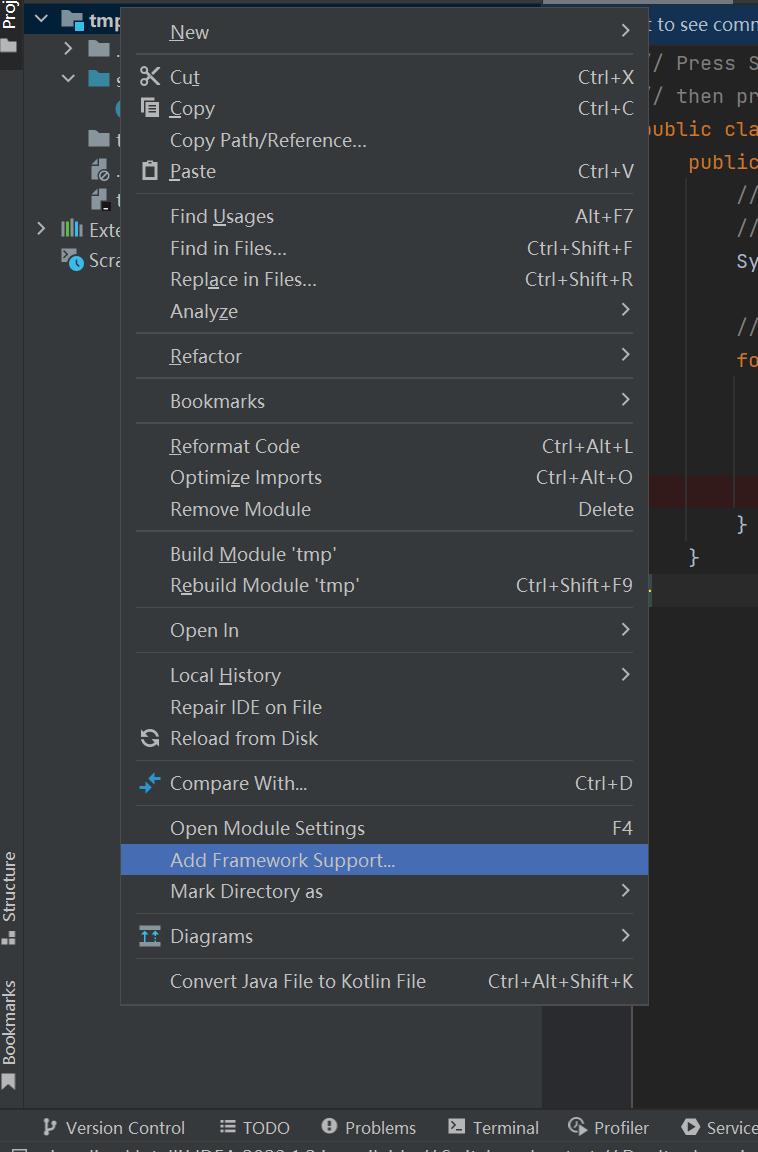 Proj
tmp
New
Cut Ctrl+X
Copy Ctrl+C
Copy Path/Reference...
Paste Ctrl+V
Find Usages Alt+F7
Find in Files... Ctrl+Shift+F
Replace in Files... Ctrl+Shift+R
Analyze
Refactor
Bookmarks
Reformat Code Ctrl+Alt+L
Optimize Imports Ctrl+Alt+O
Remove Module Delete
Build Module 'tmp'
Rebuild Module 'tmp' Ctrl+Shift+F9
Open In
Local History
Repair IDE on File
Reload from Disk
Compare With... Ctrl+D
Open Module Settings F4
Add Framework Support...
Mark Directory as
Diagrams
Convert Java File to Kotlin File Ctrl+Alt+Shift+K
s
t
.
t
Exte
Scra
t to see comm
// Press S
// then pr
public cla
public
//
//
Sy
//
fo
}
}
Structure
Bookmarks
Version Control TODO Problems Terminal Profiler Service